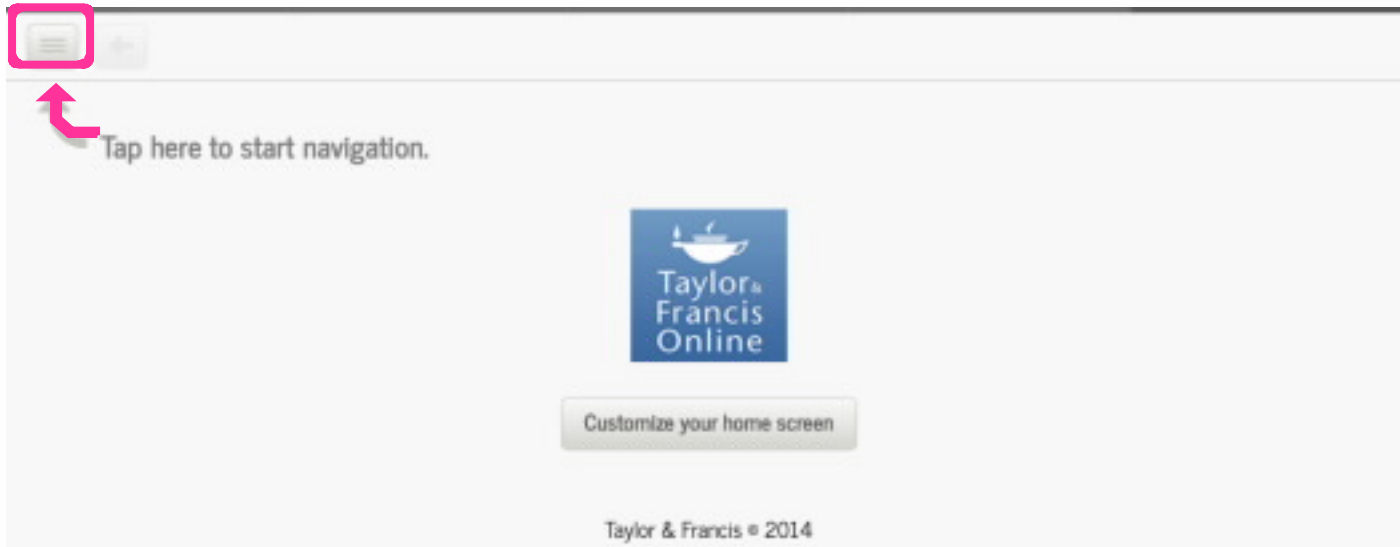 Tap here to start navigation.
Taylor &
Francis
Online
Customize your home screen
Taylor & Francis © 2014